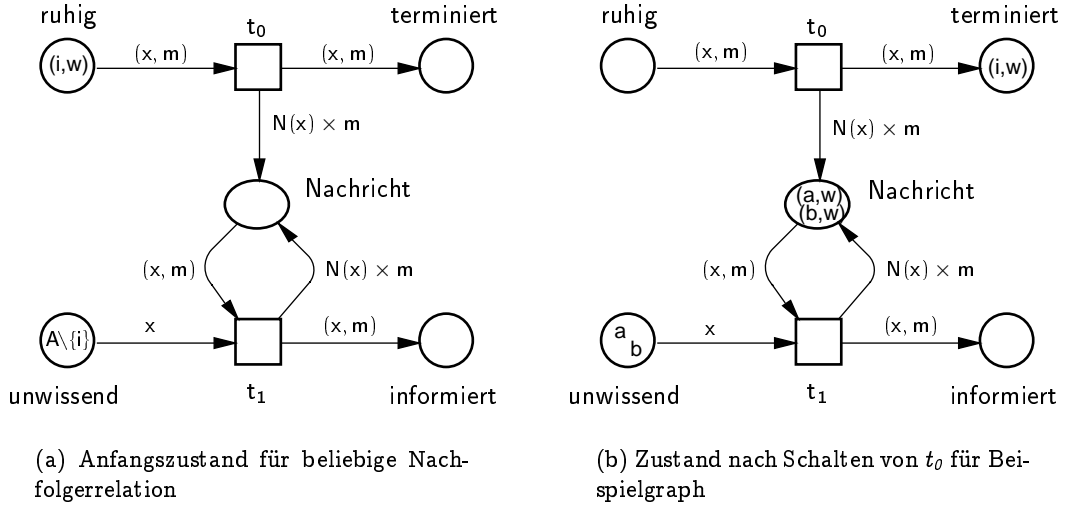 ruhig
t0
terminiert
(i,w)
(x, m)
(x, m)
N(x) × m
Nachricht
(x, m)
N(x) × m
A\{i}
x
(x, m)
unwissend
t1
informiert
(a) Anfangszustand für beliebige Nach-
folgerrelation
ruhig
t0
terminiert
(x, m)
(x, m)
(i,w)
N(x) × m
Nachricht
(a,w)
(b,w)
(x, m)
N(x) × m
a
b
x
(x, m)
unwissend
t1
informiert
(b) Zustand nach Schalten von t0 für Bei-
spielgraph